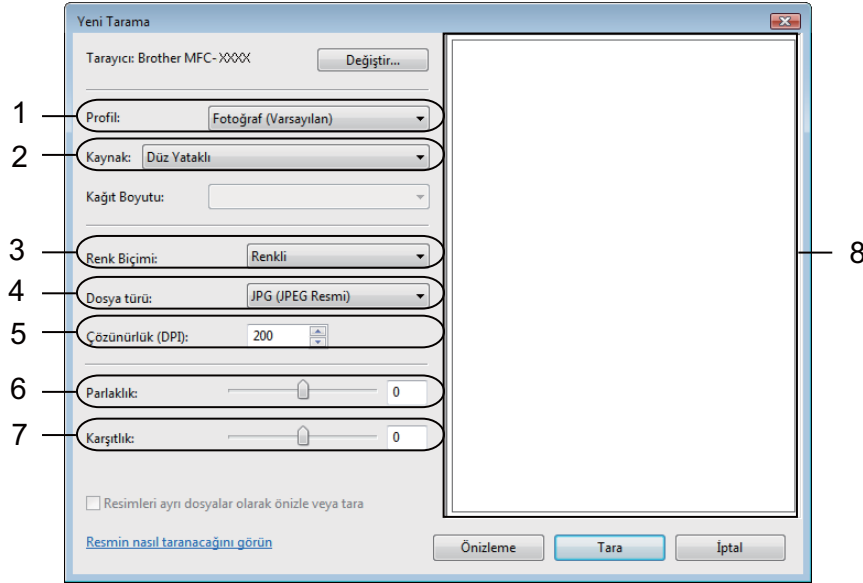 Yeni Tarama
Tarayıcı: Brother MFC-XXXX Değiştir...
1 Profil: Fotoğraf (Varsayılan)
2 Kaynak: Düz Yataklı
Kağıt Boyutu:
3 Renk Biçimi: Renkli 8
4 Dosya türü: JPG (JPEG Resmi)
5 Çözünürlük (DPI): 200
6 Parlaklık: 0
7 Karşıtlık: 0
Resimleri ayrı dosyalar olarak önizle veya tara
Resmin nasıl taranacağını görün Önizleme Tara İptal